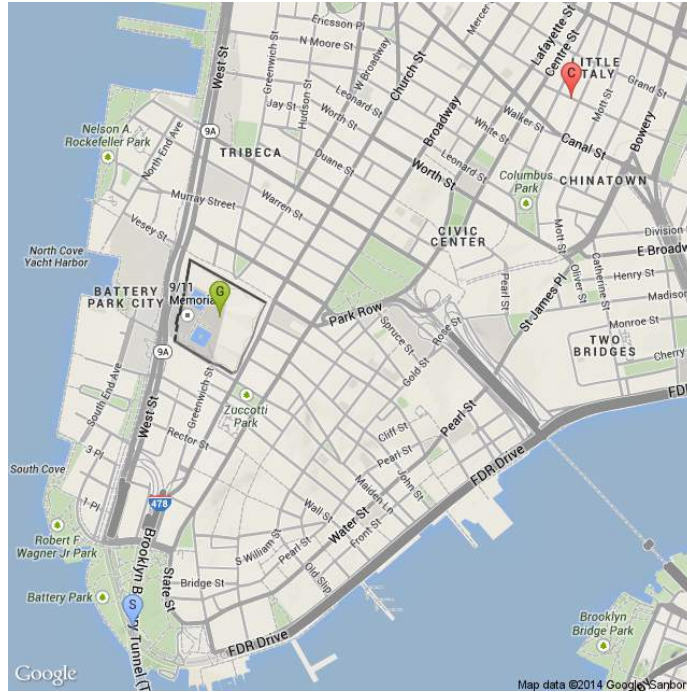 Ericsson Pl
N Moore St
Mercer
Lafayette St
Centre St
West St
Greenwich St
W Broadway
Church St
LITTLE
ITALY
C
Hudson St
Leonard St
Broadway
Grand St
Mott St
Jay St
Worth St
Walker St
White St
Canal St
Bowery
Nelson A.
Rockefeller Park
9A
North End Ave
TRIBECA
Duane St
Leonard St
Worth St
Columbus
Park
CHINATOWN
Murray Street
Warren St
Vesey St
CIVIC
CENTER
Mott St
Division
E Broadw
North Cove
Yacht Harbor
Oliver St
Catherine St
Henry St
Pearl St
St James Pl
Madison
BATTERY
PARK CITY
9/11
Memorial
G
Park Row
Spruce St
Rose St
Monroe St
TWO
BRIDGES
9A
Gold St
Cherry
South End Ave
Greenwich St
Zuccotti
Park
FD
West St
Rector St
Cliff St
Pearl St
Pearl St
FDR Drive
3 Pl
South Cove
1 Pl
478
Maiden Ln
John St
Wall St
Water St
Front St
Robert F
Wagner Jr Park
S William St
Pearl St
Old Slip
Bridge St
State St
Battery Park
S
Brooklyn Ba
y Tunnel (T
FDR Drive
Brooklyn
Bridge Park
Google
Map data ©2014 Google, Sanbor